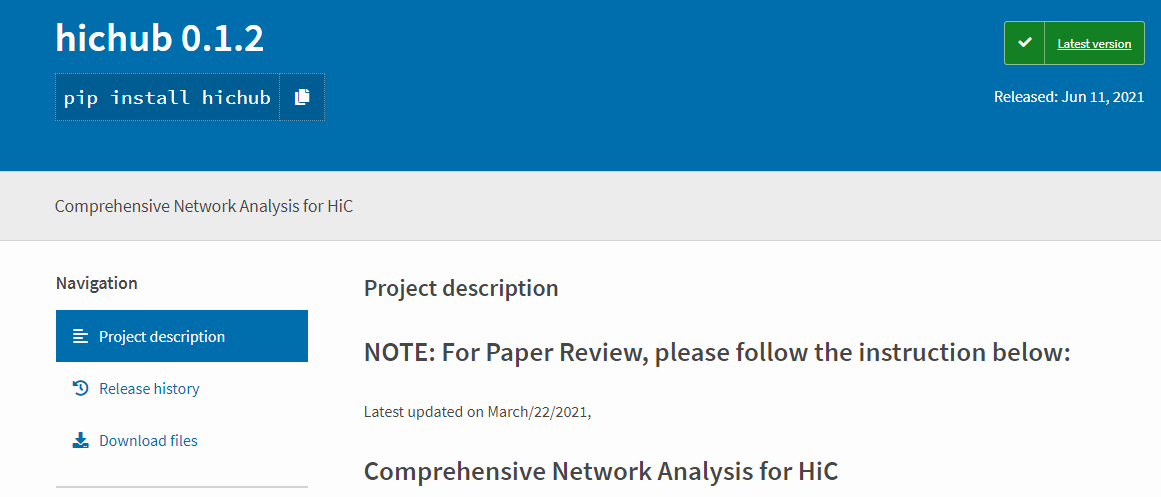 hichub 0.1.2
Latest version
pip install hichub
Released: Jun 11, 2021
Comprehensive Network Analysis for HiC
Navigation
Project description
Release history
Download files
Project description
NOTE: For Paper Review, please follow the instruction below:
Latest updated on March/22/2021,
Comprehensive Network Analysis for HiC